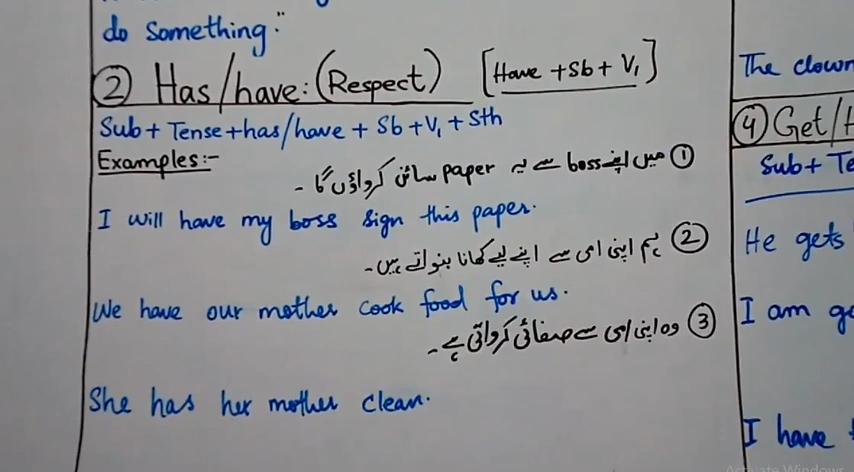 do something."
② Has/have: (Respect) [Have + Sb + V₁]
Sub + Tense + has/have + Sb + V₁ + Sth
Examples:-
① میں اپنے boss سے یہ paper سائن کرواؤں گا ۔
I will have my boss sign this paper.
② ہم اپنی امی سے اپنے لیے کھانا بنواتے ہیں۔
We have our mother cook food for us.
③ وہ اپنی امی سے صفائی کرواتی ہے ۔
She has her mother clean.
The clown
④ Get/
Sub + Te
He gets
I am
I have
Activate Windows